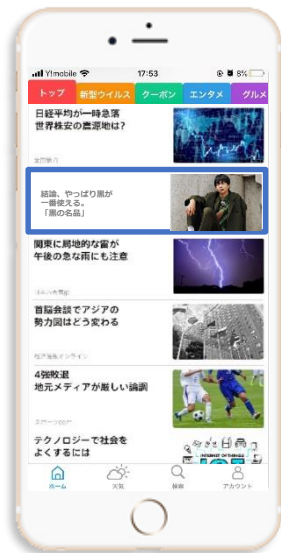 Y!mobile 17:53 8%
トップ 新型ウイルス クーポン エンタメ グルメ
日経平均が一時急落
世界株安の震源地は?
結論、やっぱり黒が
一番使える。
「黒の名品」
関東に局地的な雷が
午後の急な雨にも注意
首脳会談でアジアの
勢力図はどう変わる
4強敗退
地元メディアが厳しい論調
テクノロジーで社会を
よくするには
INTERNET OF THINGS
ホーム 天気 検索 アカウント